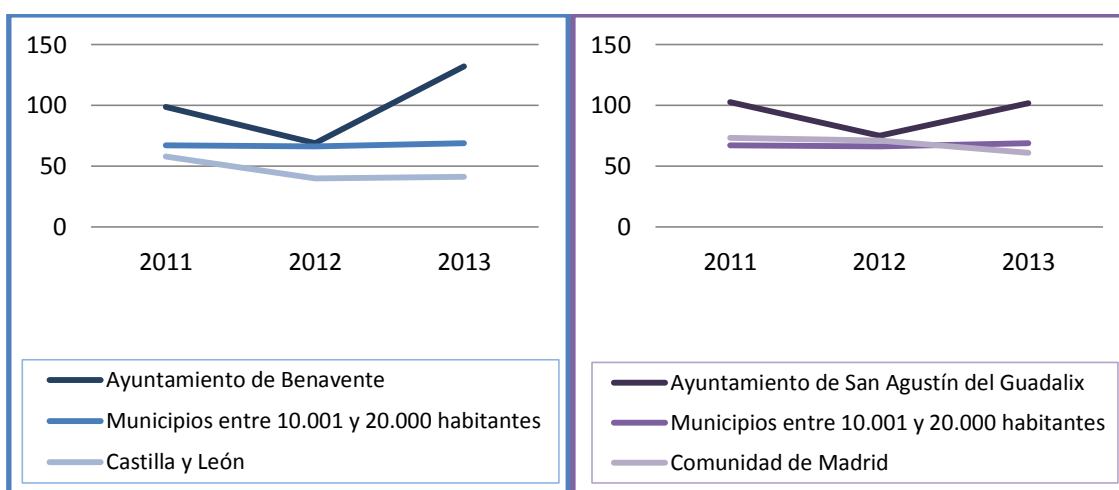 150
100
50
0
2011 2012 2013
Ayuntamiento de Benavente
Municipios entre 10.001 y 20.000 habitantes
Castilla y León
150
100
50
0
2011 2012 2013
Ayuntamiento de San Agustín del Guadalix
Municipios entre 10.001 y 20.000 habitantes
Comunidad de Madrid